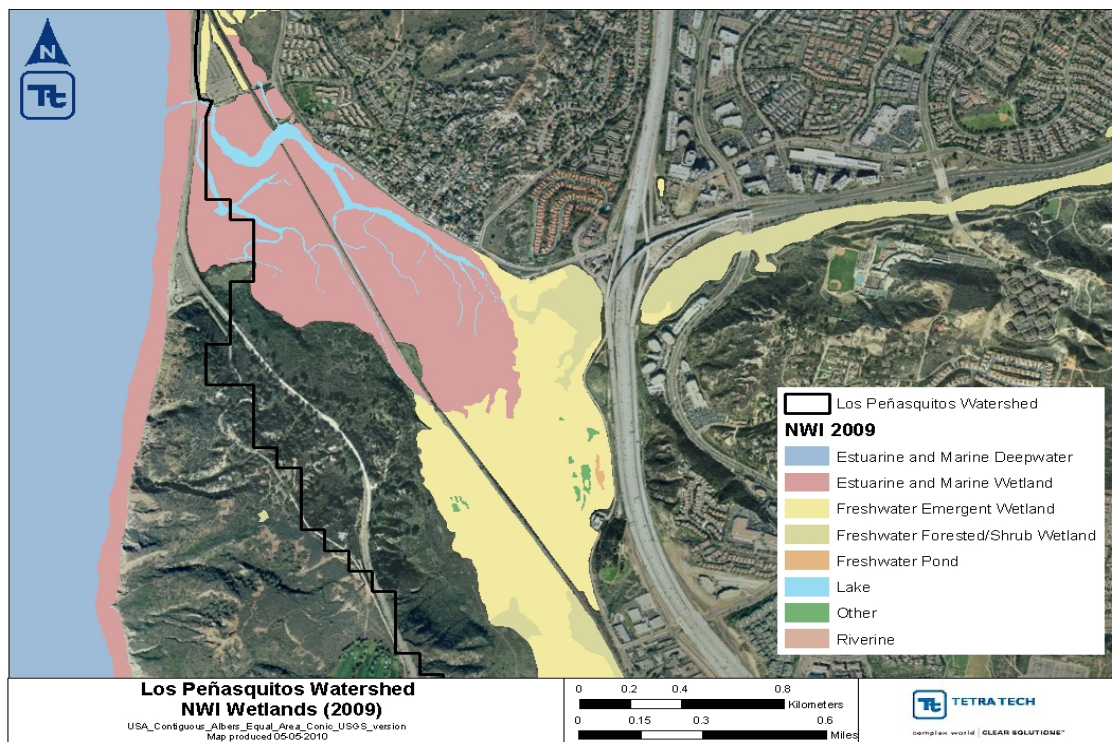 N
Tt
Los Peñasquitos Watershed
NWI 2009
Estuarine and Marine Deepwater
Estuarine and Marine Wetland
Freshwater Emergent Wetland
Freshwater Forested/Shrub Wetland
Freshwater Pond
Lake
Other
Riverine
Los Peñasquitos Watershed
NWI Wetlands (2009)
USA_Contiguous_Albers_Equal_Area_Conic_USGS_version
Map produced 05-05-2010
0 0.2 0.4 0.8
Kilometers
0 0.15 0.3 0.6
Miles
Tt TETRA TECH
complex world | CLEAR SOLUTIONS™